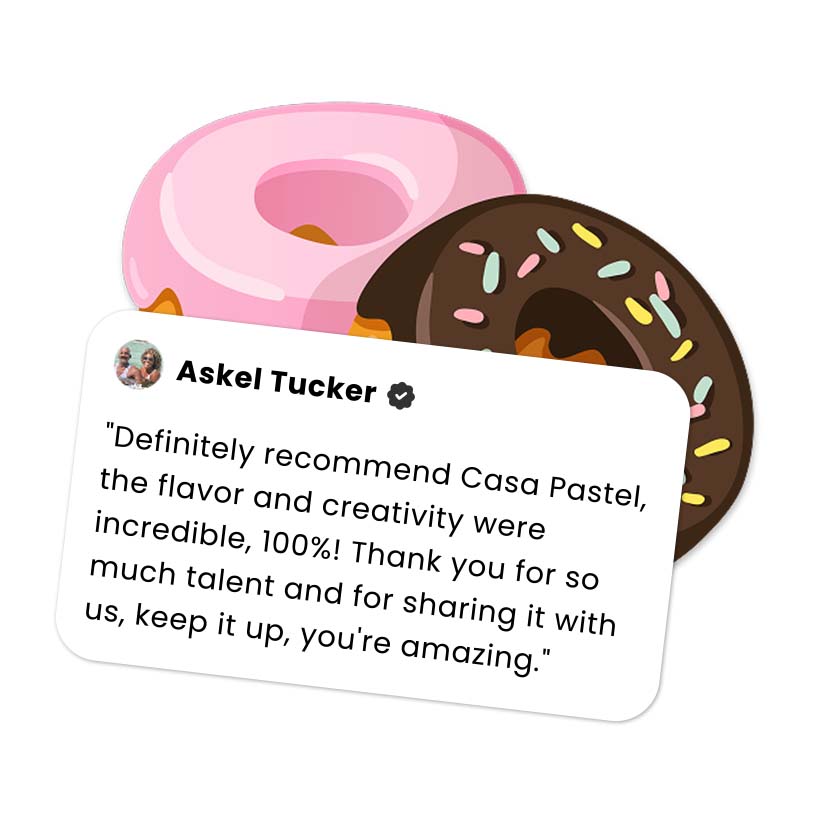 Askel Tucker
"Definitely recommend Casa Pastel,
the flavor and creativity were
incredible, 100%! Thank you for so
much talent and for sharing it with
us, keep it up, you're amazing."